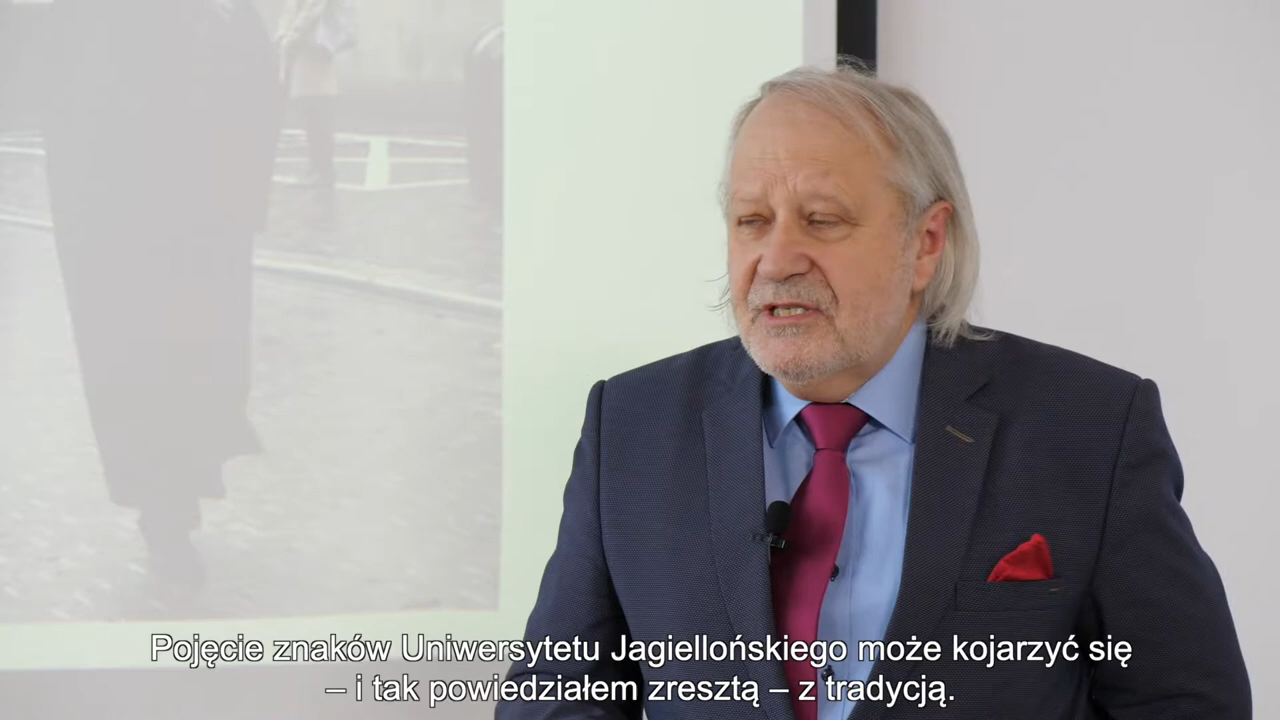 Pojęcie znaków Uniwersytetu Jagiellońskiego może kojarzyć się
– i tak powiedziałem zresztą – z tradycją.